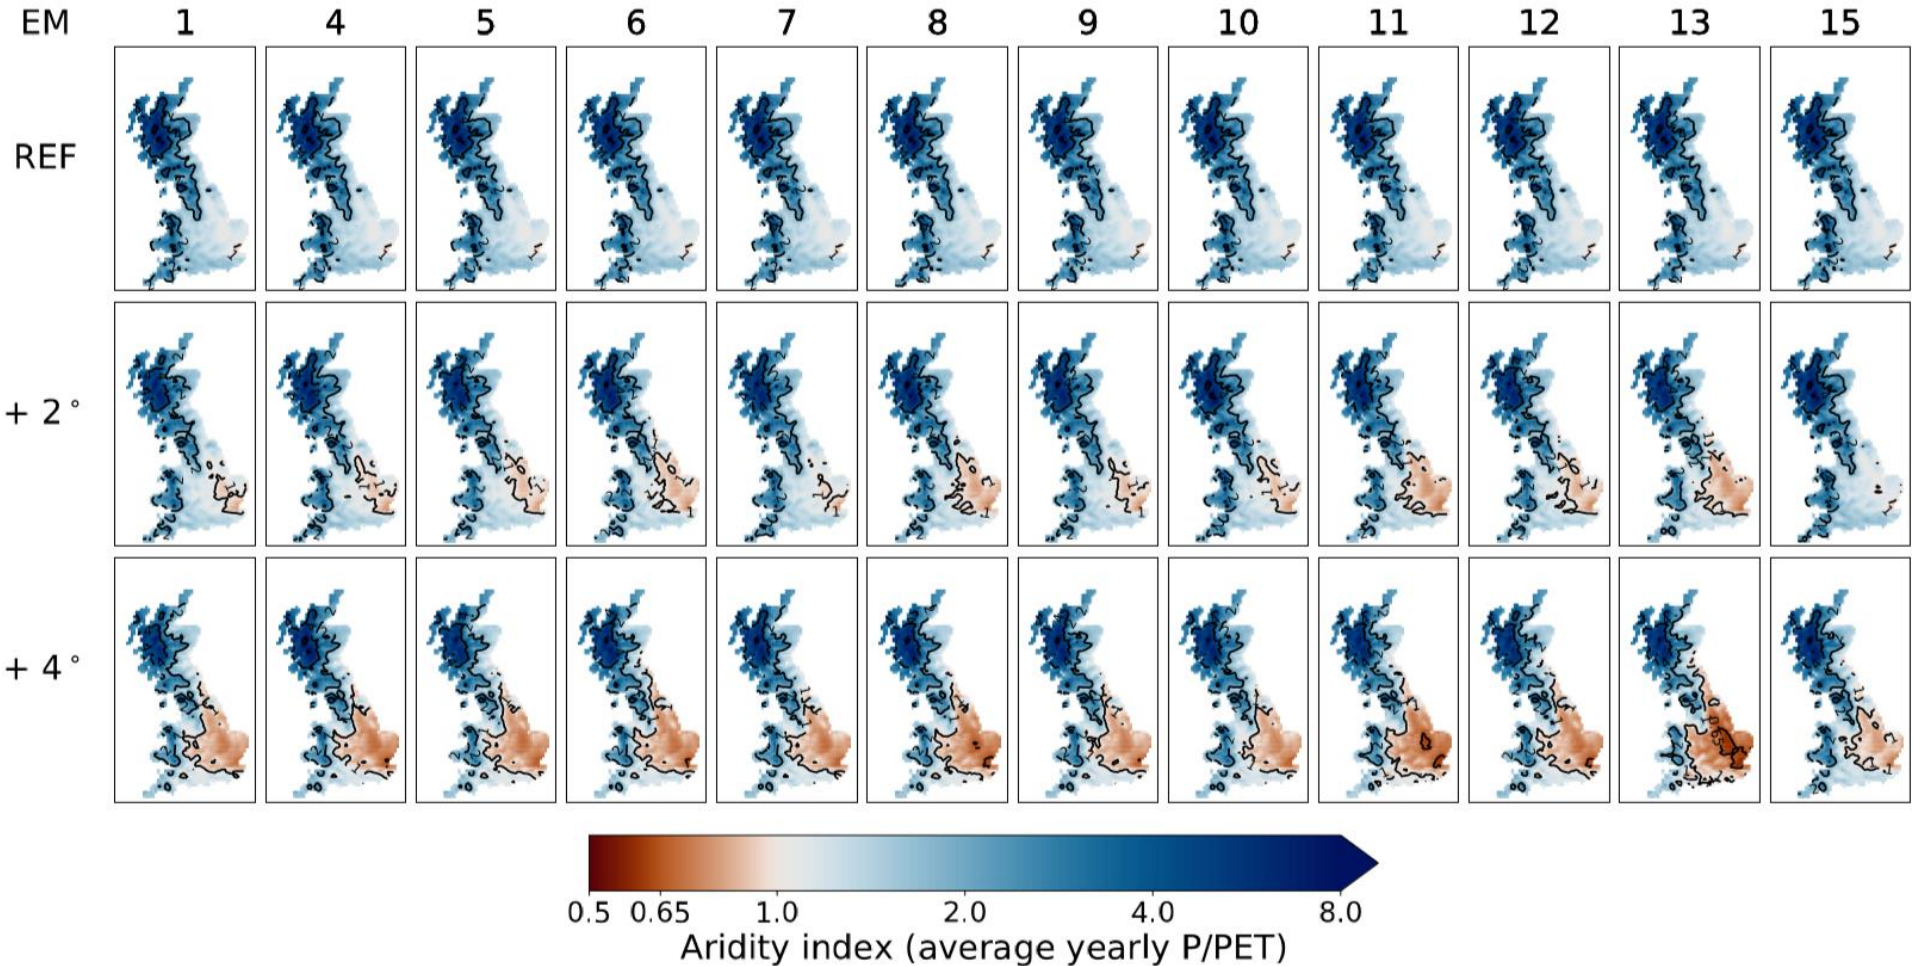 EM 1 4 5 6 7 8 9 10 11 12 13 15
REF
+ 2°
+ 4°
0.5 0.65 1.0 2.0 4.0 8.0
Aridity index (average yearly P/PET)